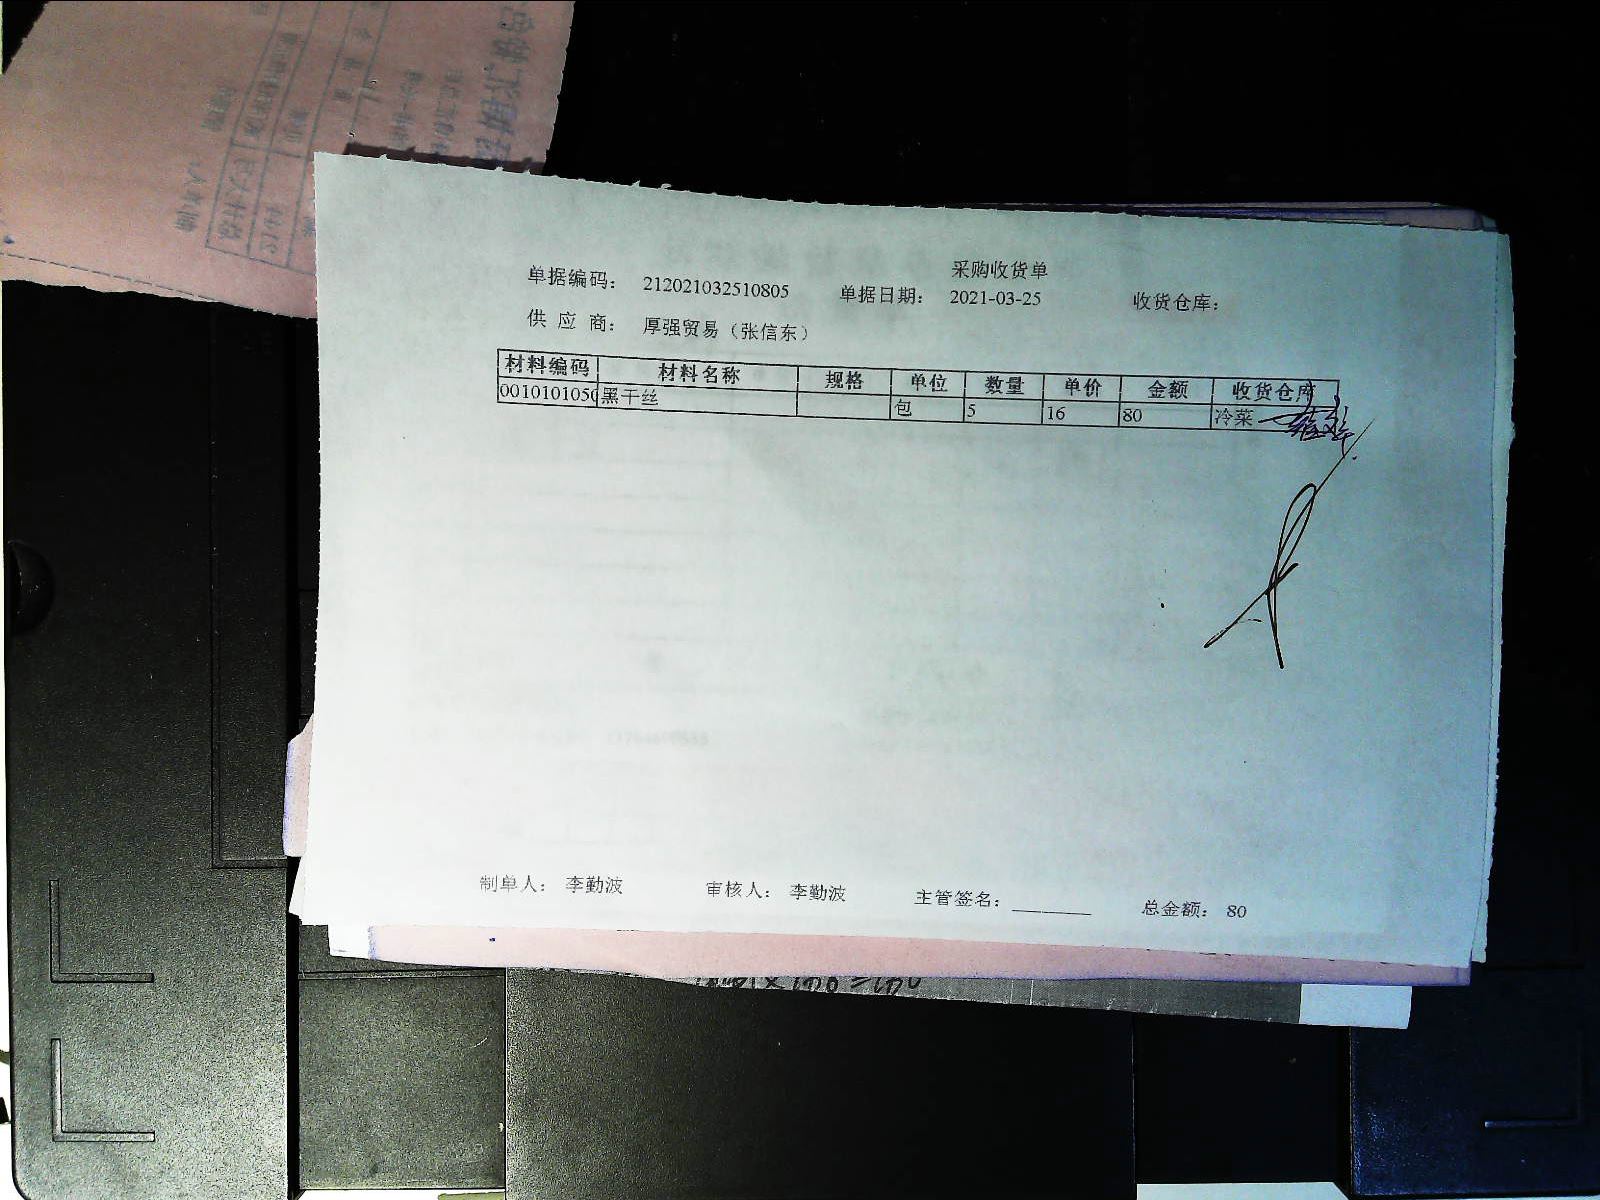 采购收货单
单据编码： 212021032510805 单据日期： 2021-03-25 收货仓库：
供 应 商： 厚强贸易（张信东）
材料编码 材料名称 规格 单位 数量 单价 金额 收货仓库
0010101050 黑干丝 包 5 16 80 冷菜
制单人： 李勤波 审核人： 李勤波 主管签名： 总金额： 80